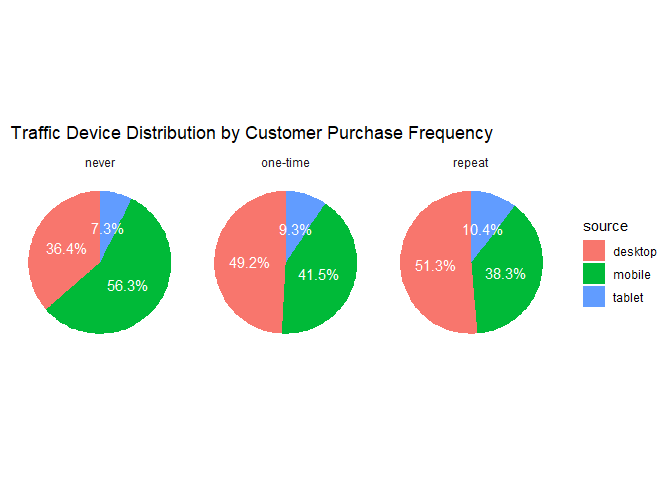 Traffic Device Distribution by Customer Purchase Frequency
never
one-time
repeat
7.3%
36.4%
56.3%
9.3%
49.2%
41.5%
10.4%
51.3%
38.3%
source
desktop
mobile
tablet